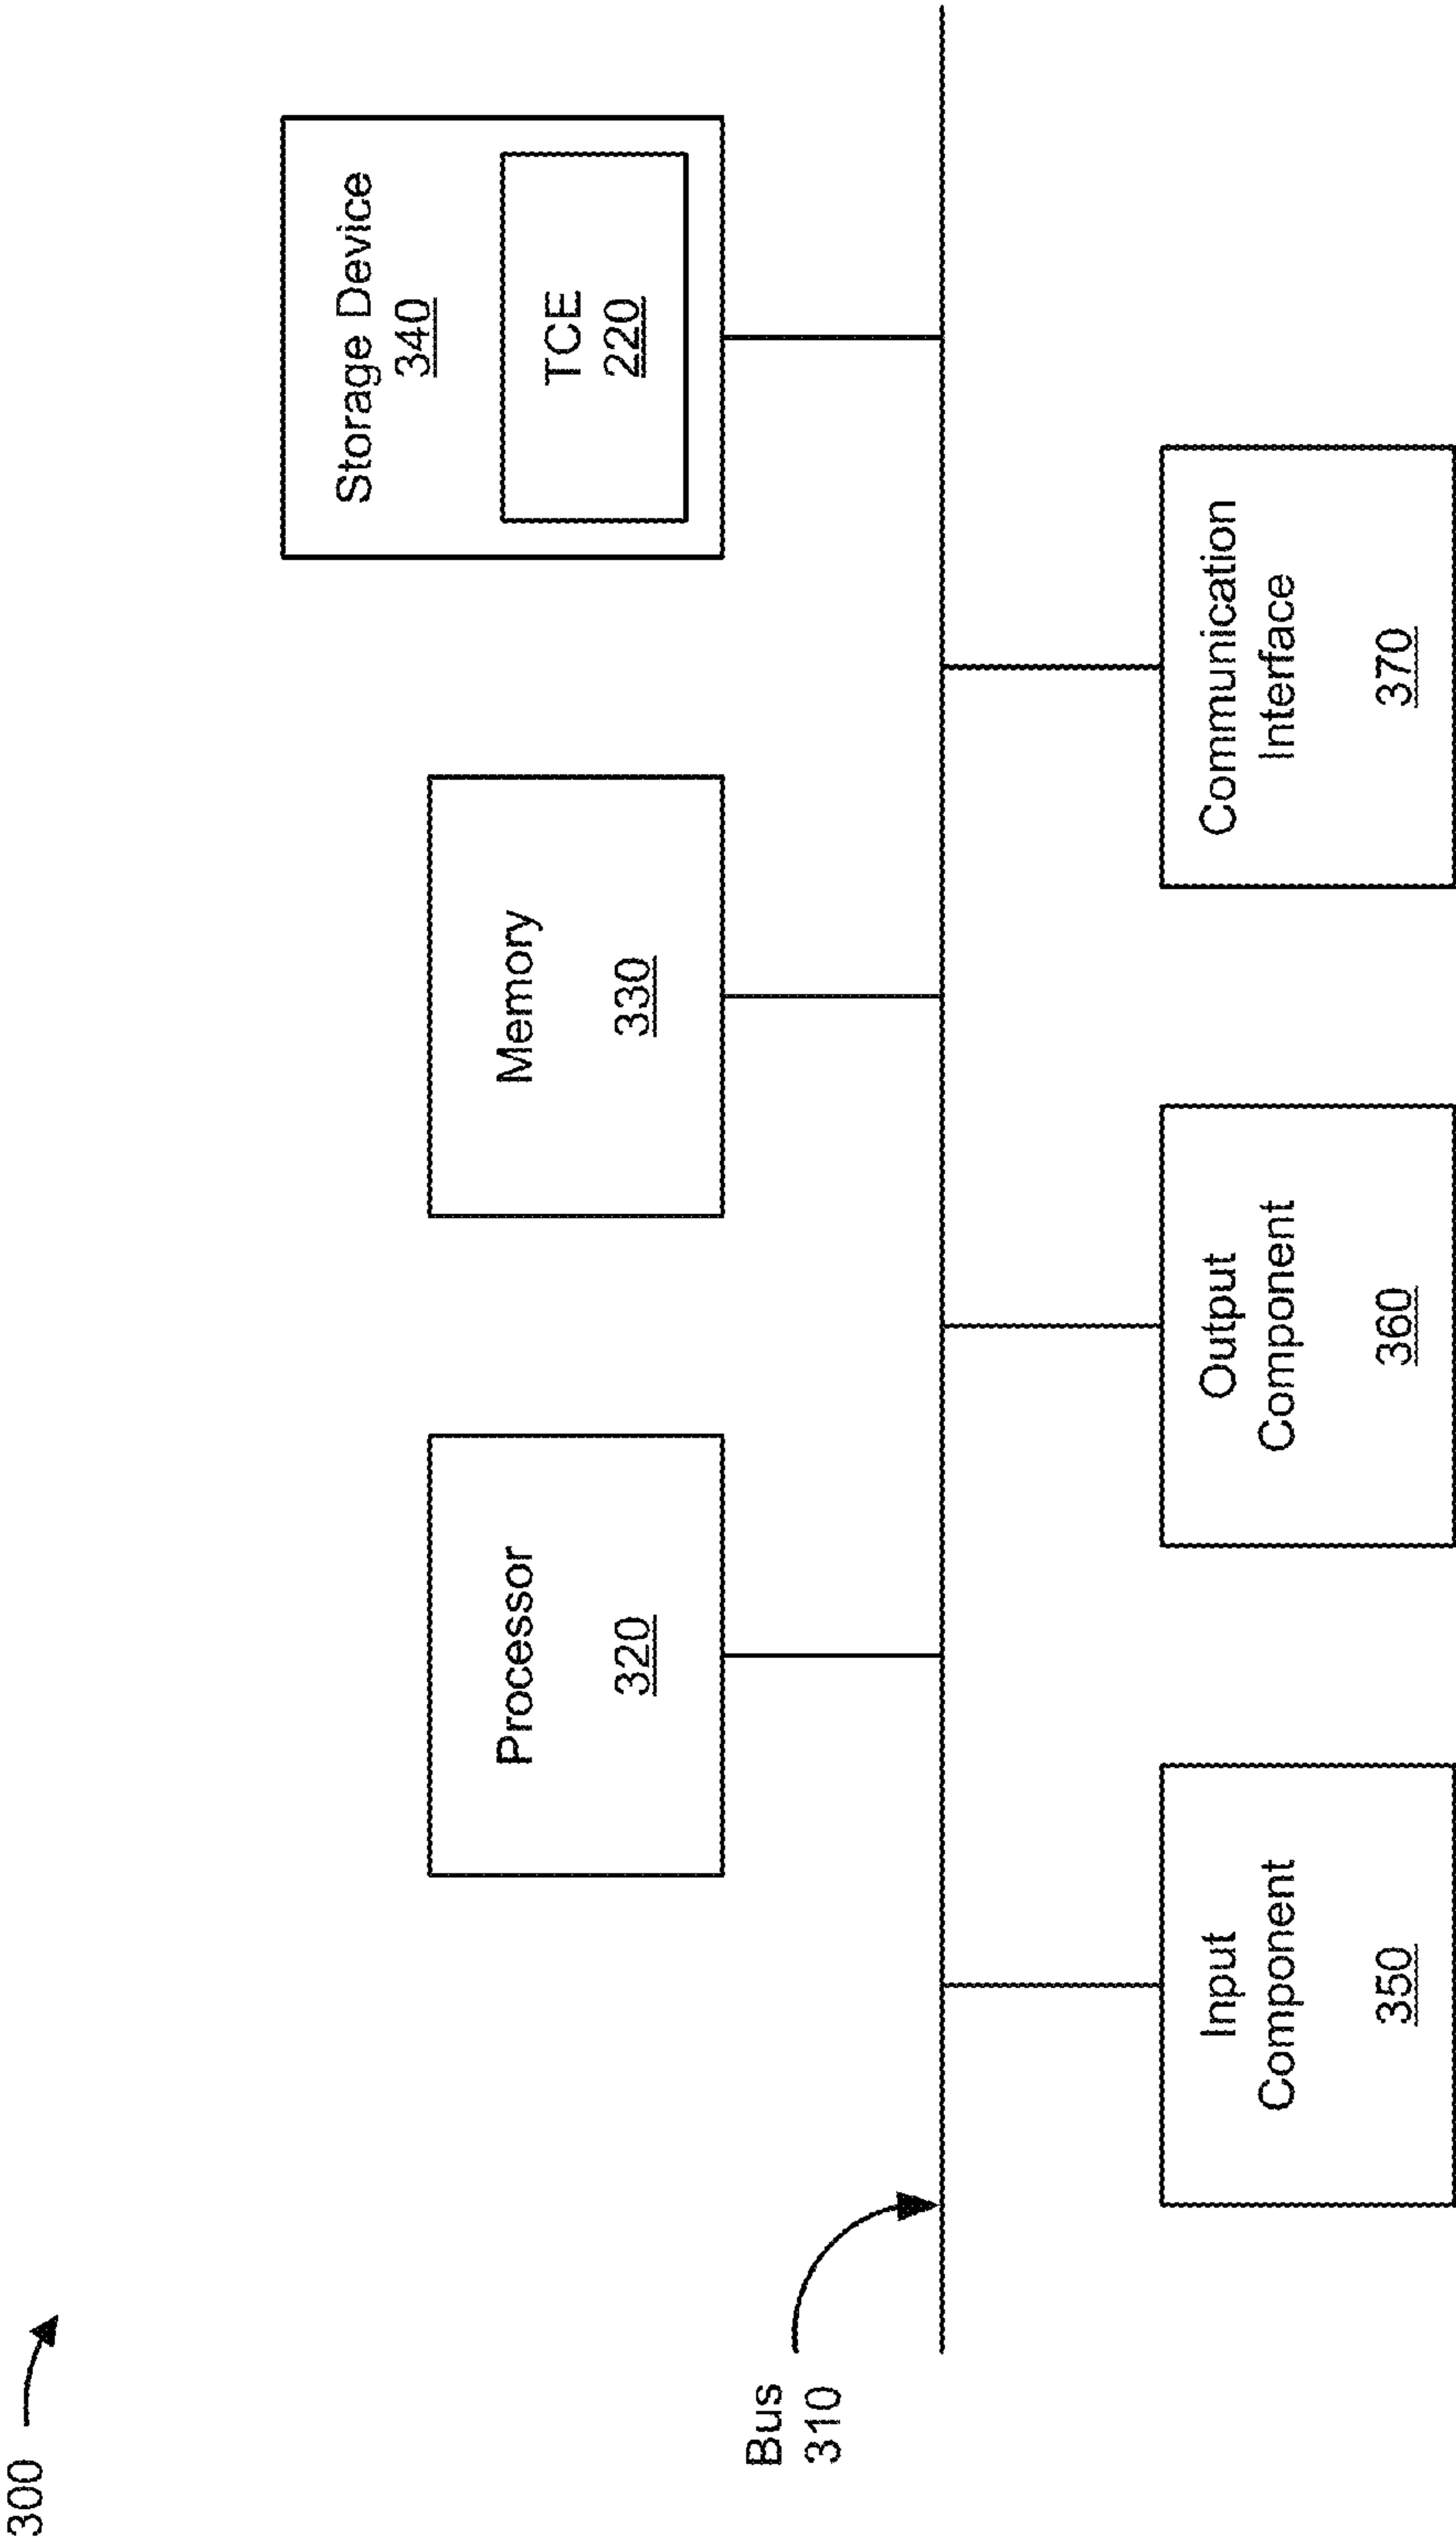 300
Storage Device
340
TCE
220
Memory
330
Processor
320
Bus
310
Input
Component
350
Output
Component
360
Communication
Interface
370